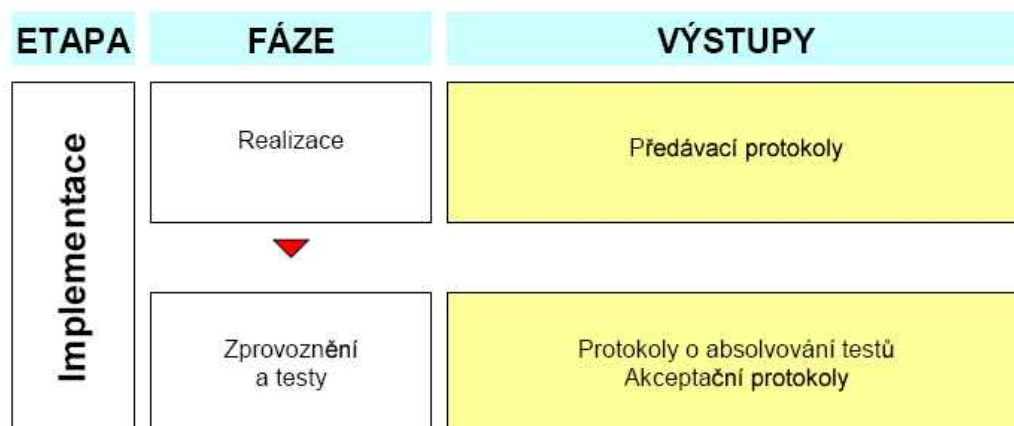 ETAPA FÁZE VÝSTUPY
Implementace
Realizace
Předávací protokoly
Zprovoznění
a testy
Protokoly o absolvování testů
Akceptační protokoly